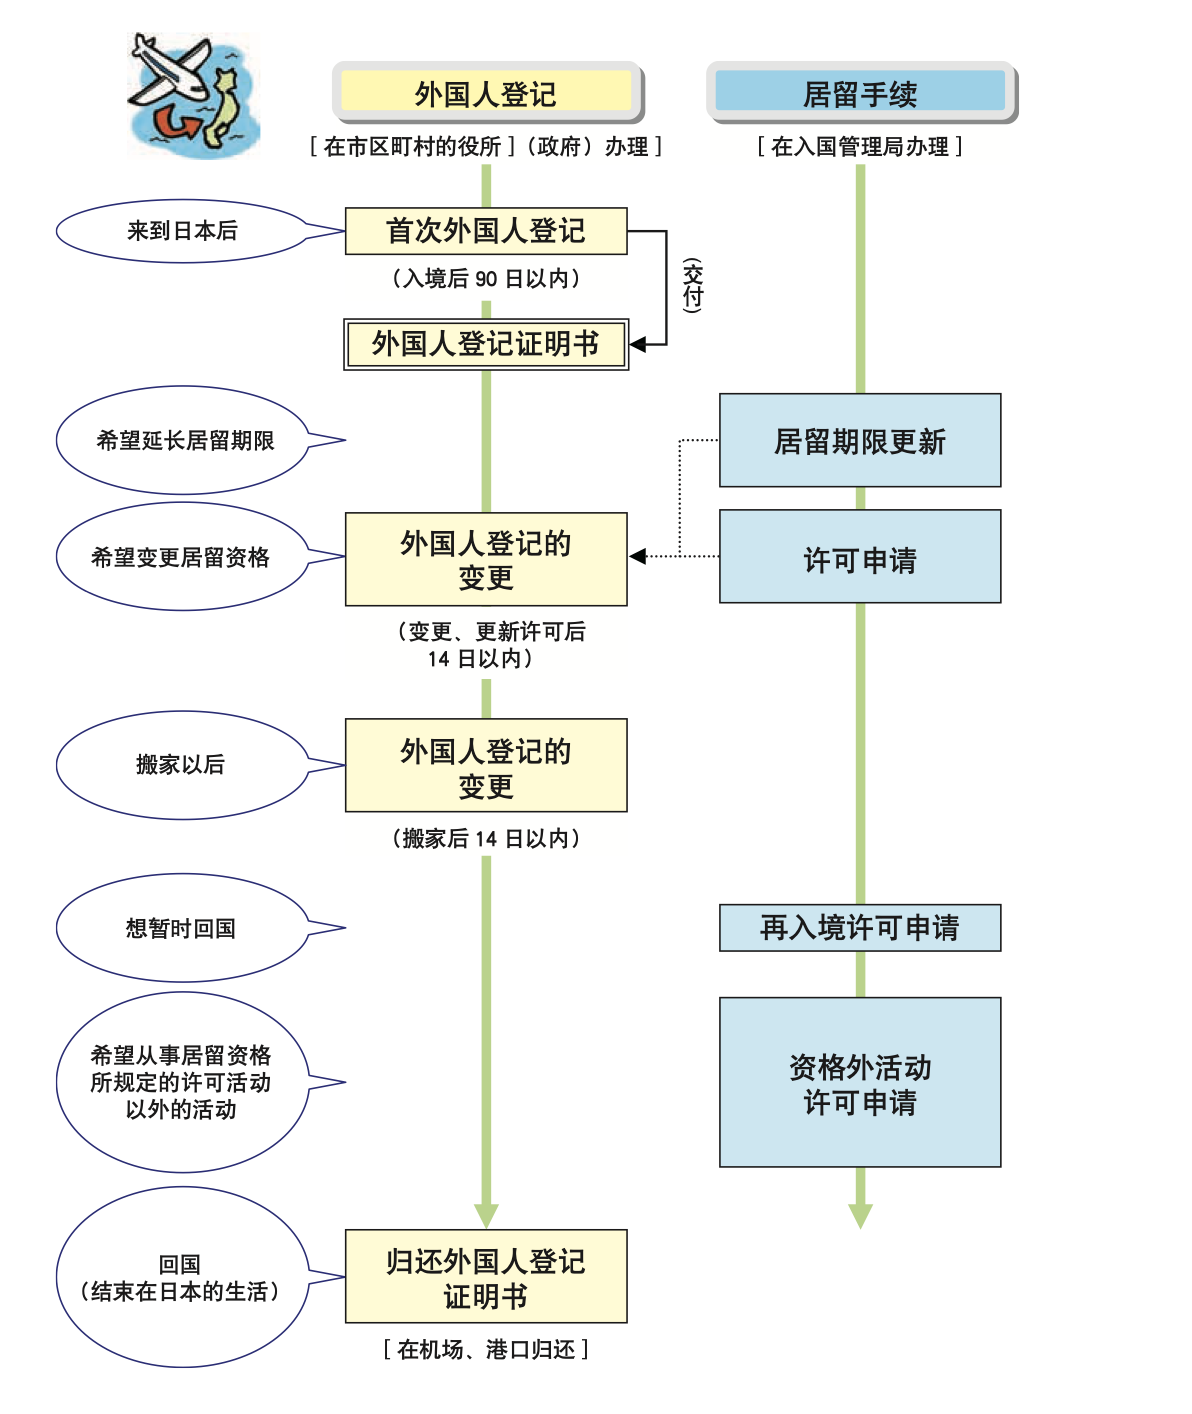 外国人登记
居留手续
[ 在市区町村的役所 ]（政府）办理 ]
[ 在入国管理局办理 ]
来到日本后
首次外国人登记
（入境后 90 日以内）
（交付）
外国人登记证明书
希望延长居留期限
居留期限更新
希望变更居留资格
外国人登记的
变更
许可申请
（变更、更新许可后
14 日以内）
搬家以后
外国人登记的
变更
（搬家后 14 日以内）
想暂时回国
再入境许可申请
希望从事居留资格
所规定的许可活动
以外的活动
资格外活动
许可申请
回国
（结束在日本的生活）
归还外国人登记
证明书
[ 在机场、港口归还 ]